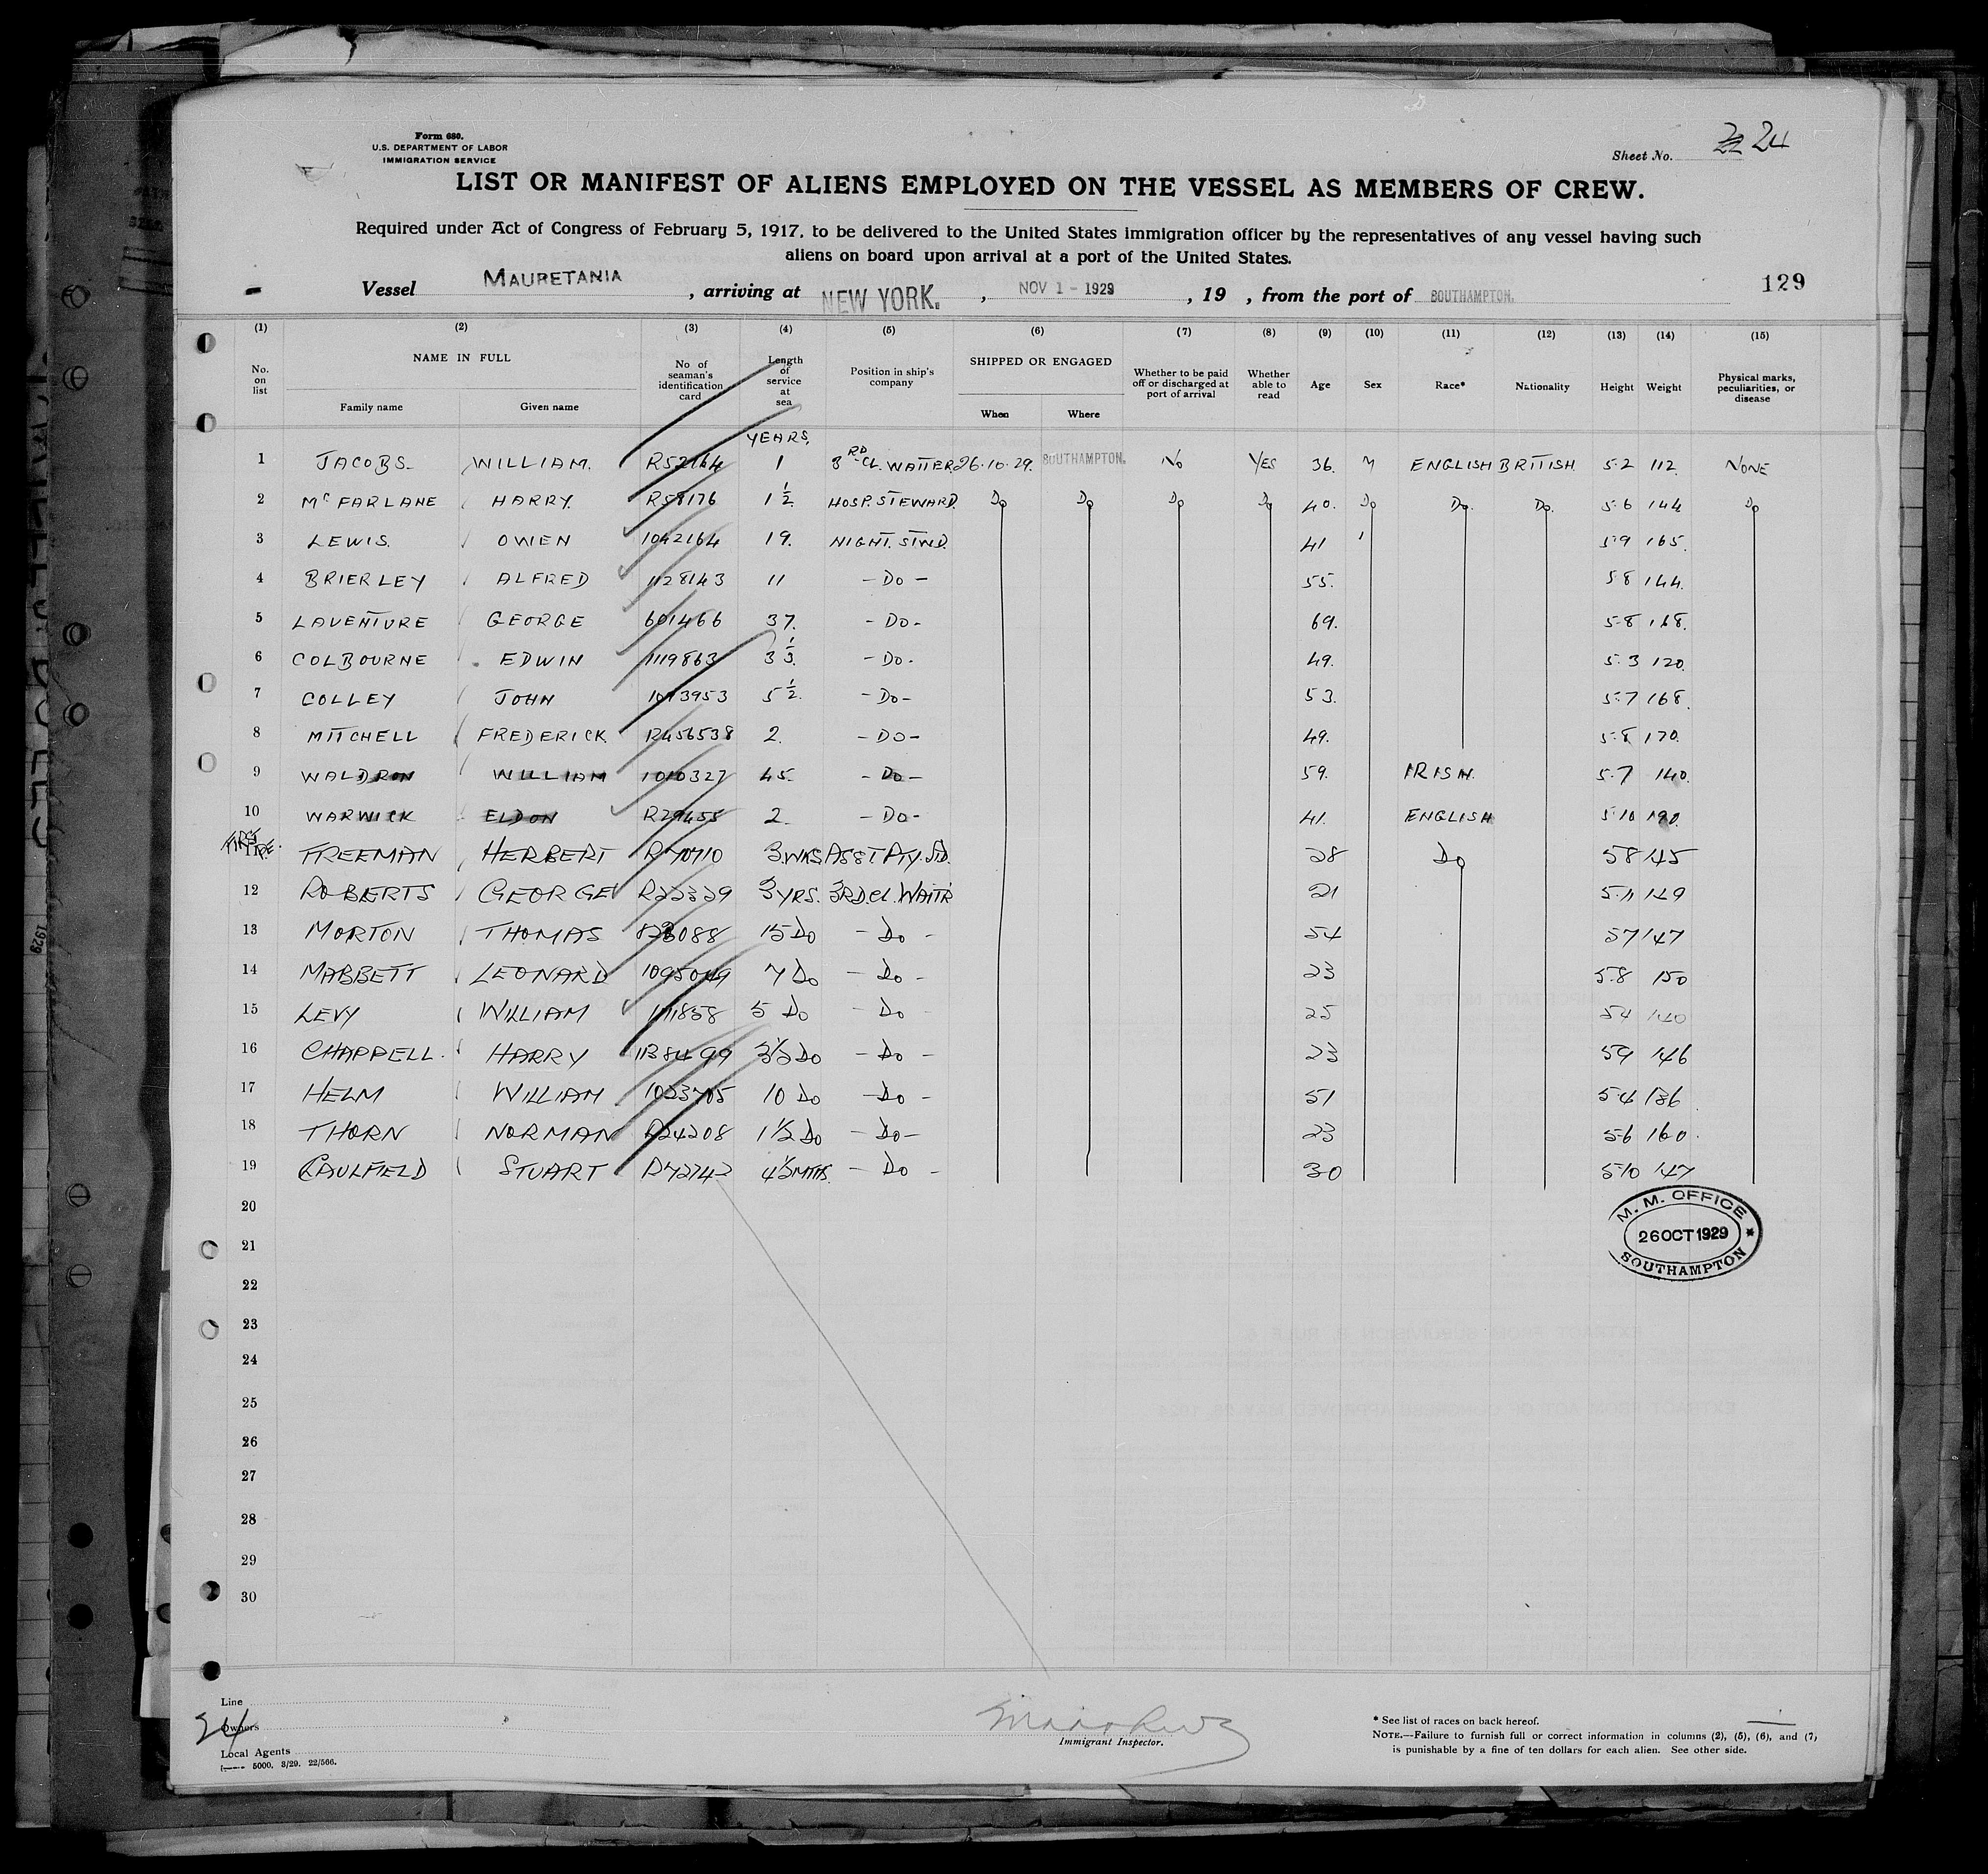 Form 680.
U.S. DEPARTMENT OF LABOR
IMMIGRATION SERVICE
Sheet No. 24
LIST OR MANIFEST OF ALIENS EMPLOYED ON THE VESSEL AS MEMBERS OF CREW.
Required under Act of Congress of February 5, 1917, to be delivered to the United States immigration officer by the representatives of any vessel having such
aliens on board upon arrival at a port of the United States.
129
Vessel MAURETANIA, arriving at NEW YORK., NOV 1 - 1929, 19 , from the port of SOUTHAMPTON.
(1) (2) (3) (4) (5) (6) (7) (8) (9) (10) (11) (12) (13) (14) (15)
No. on list NAME IN FULL Family name Given name No of seaman's identification card Length of service at sea Position in ship's company SHIPPED OR ENGAGED When Where Whether to be paid off or discharged at port of arrival Whether able to read Age Sex Race* Nationality Height Weight Physical marks, peculiarities, or disease
YEARS.
1 JACOBS. WILLIAM. R52164 1 3RD CL. WAITER 26.10.29. SOUTHAMPTON. No YES 36. M ENGLISH BRITISH 5-2 112. NONE
2 McFARLANE HARRY. R58176 1 1/2 HOSP. STEWARD. Do Do Do Do 40. Do Do. Do. 5-6 144 Do
3 LEWIS. OWEN 1042164 19. NIGHT. STWD. 41 5-9 165.
4 BRIERLEY ALFRED 1128143 11 - Do - 55. 5-8 144.
5 LAVENTURE GEORGE 601466 37. - Do - 69. 5-8 168.
6 COLBOURNE EDWIN 1119863 - Do - 49. 5-3 120.
7 COLLEY JOHN 1093953 5 1/2. - Do - 53. 5-7 168.
8 MITCHELL FREDERICK. R456538 2. - Do - 49. 5-8 170.
9 WALDRON WILLIAM 1010327 45. - Do - 59. IRISH. 5-7 140.
10 WARWICK ELDON R29455 2. - Do - 41. ENGLISH 5-10 190.
11 FREEMAN HERBERT R70710 3 WKS ASST PTY. STD. 28 Do 58 145
12 ROBERTS GEORGE R22329 3 YRS. 3RD. Cl. WAITR 21 5-11 149
13 MORTON THOMAS 15 Do - Do - 54 57 147
14 MABBETT LEONARD 1095049 7 Do - Do - 23 5-8 150
15 LEVY WILLIAM 5 Do - Do - 25 54 140
16 CHAPPELL. HARRY 1138499 3 1/2 Do - Do - 23 59 146
17 HELM WILLIAM 1023705 10 Do - Do - 51 5-4 136
18 THORN NORMAN R24208 1 1/2 Do - Do - 23 5-6 160.
19 CAULFIELD STUART R72742 4 1/2 MTHS. - Do - 30 5-10 147
20
21
22
23
24
25
26
27
28
29
30
M. M. OFFICE
26 OCT 1929
SOUTHAMPTON
Line
Owners
24
Local Agents
5000, 3/29. 22/566.
Immigrant Inspector.
* See list of races on back hereof.
NOTE.—Failure to furnish full or correct information in columns (2), (5), (6), and (7)
is punishable by a fine of ten dollars for each alien. See other side.